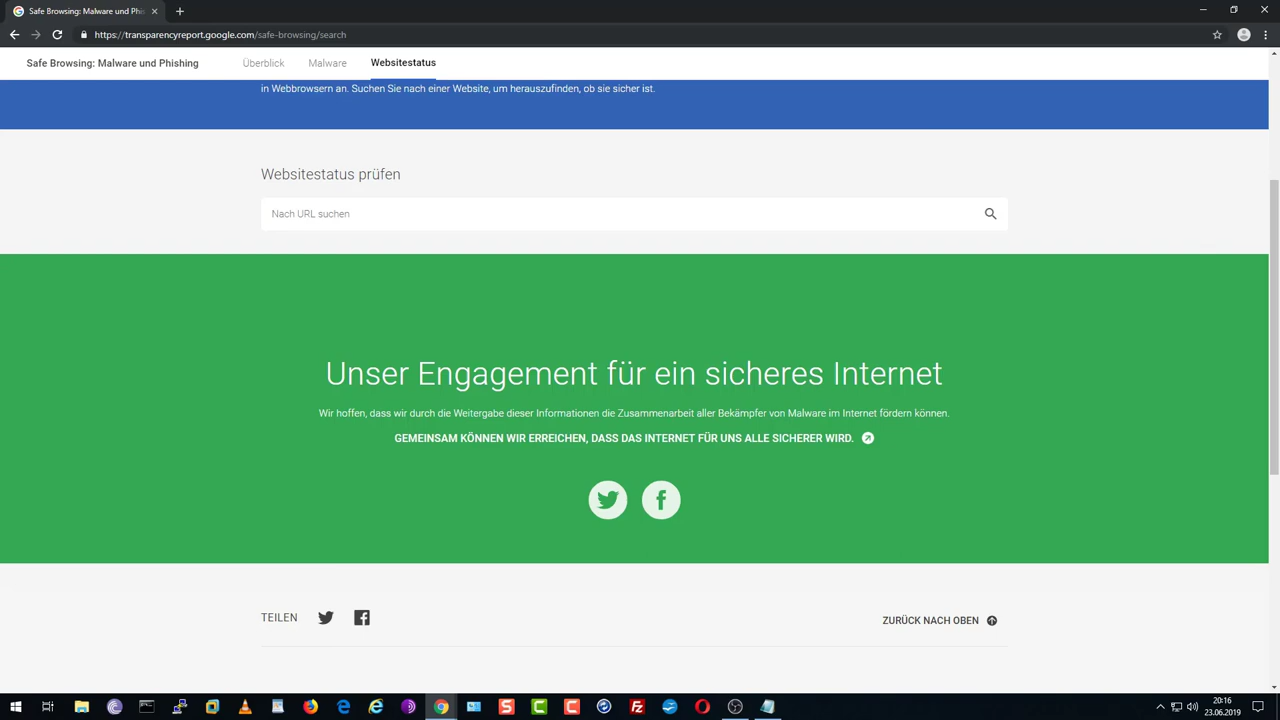 Safe Browsing: Malware und Phis
https://transparencyreport.google.com/safe-browsing/search
Safe Browsing: Malware und Phishing
Überblick
Malware
Websitestatus
in Webbrowsern an. Suchen Sie nach einer Website, um herauszufinden, ob sie sicher ist.
Websitestatus prüfen
Nach URL suchen
Unser Engagement für ein sicheres Internet
Wir hoffen, dass wir durch die Weitergabe dieser Informationen die Zusammenarbeit aller Bekämpfer von Malware im Internet fördern können.
GEMEINSAM KÖNNEN WIR ERREICHEN, DASS DAS INTERNET FÜR UNS ALLE SICHERER WIRD.
TEILEN
ZURÜCK NACH OBEN
20:16
23.06.2019